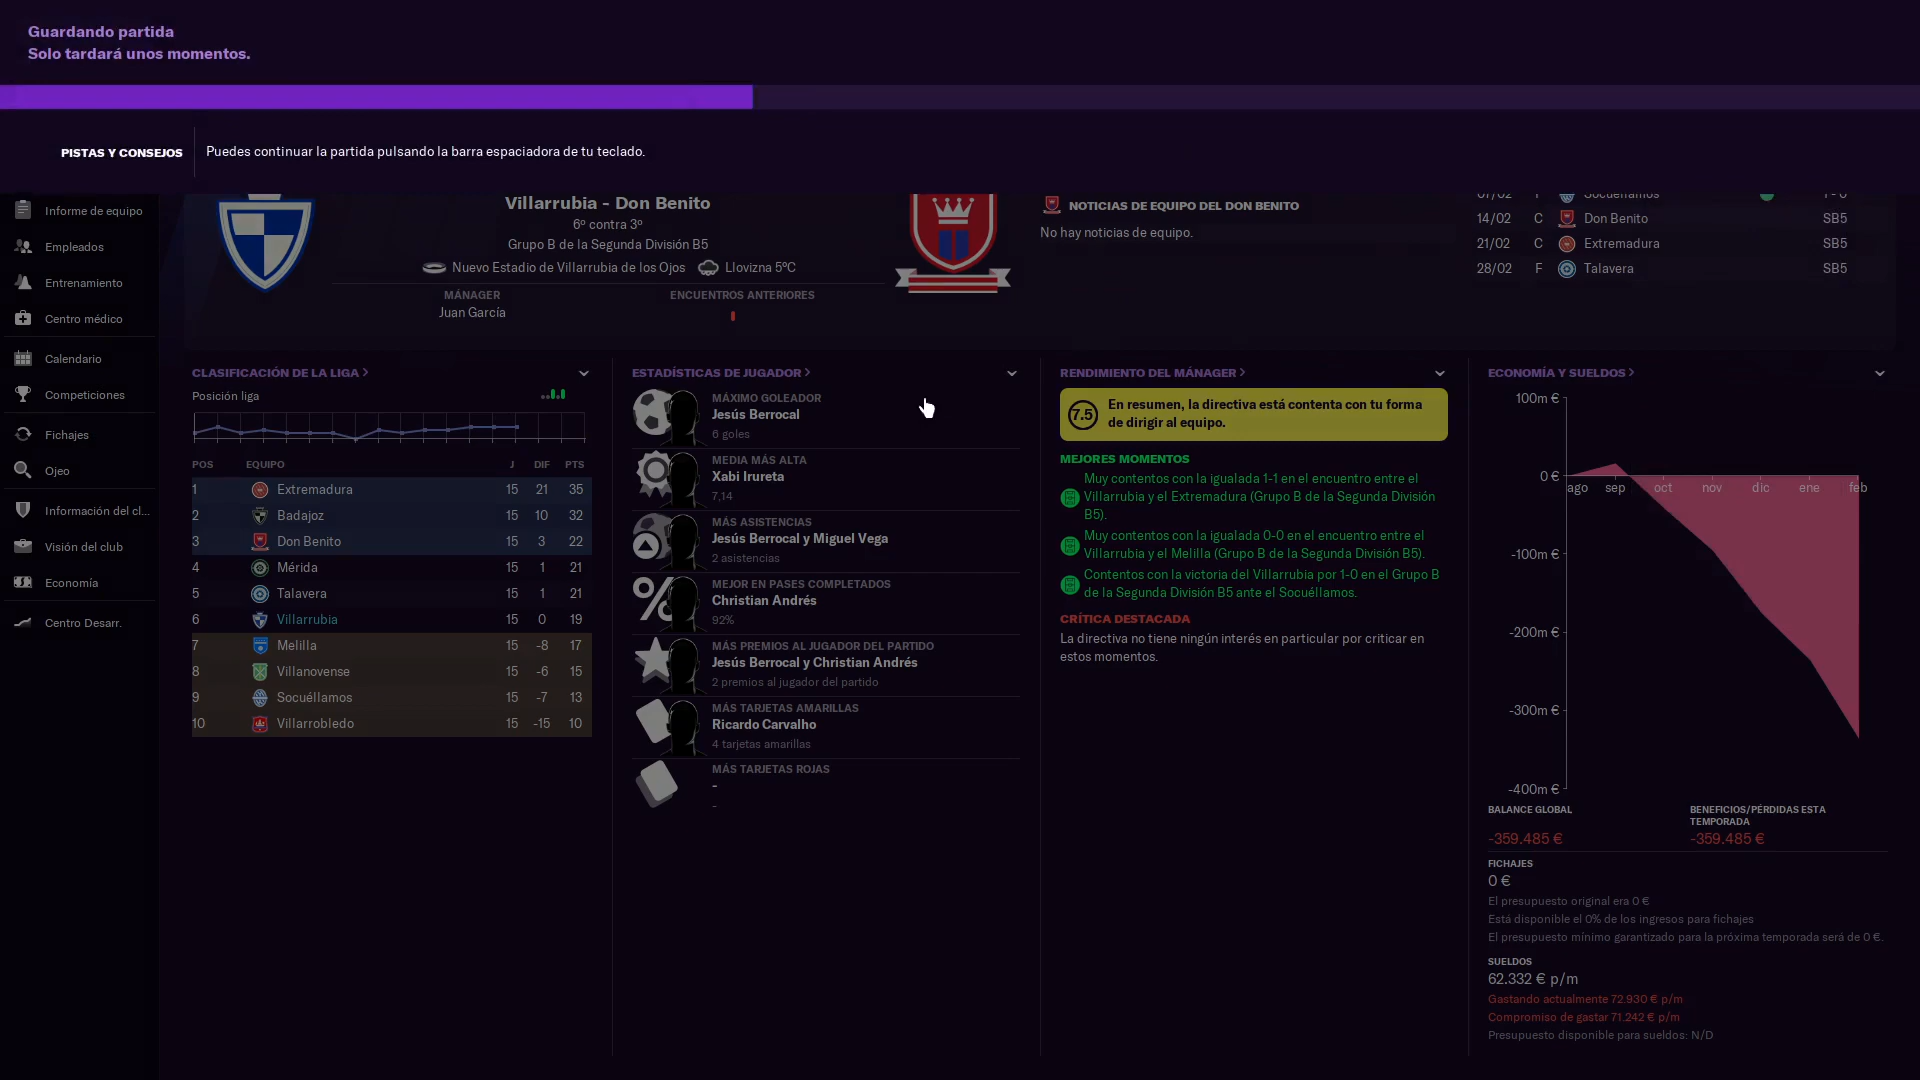 Guardando partida
Solo tardará unos momentos.
PISTAS Y CONSEJOS
Puedes continuar la partida pulsando la barra espaciadora de tu teclado.
Informe de equipo
Empleados
Entrenamiento
Centro médico
Calendario
Competiciones
Fichajes
Ojeo
Información del cl...
Visión del club
Economía
Centro Desarr.
Villarrubia - Don Benito
6º contra 3º
Grupo B de la Segunda División B5
Nuevo Estadio de Villarrubia de los Ojos Llovizna 5ºC
MÁNAGER
Juan García
ENCUENTROS ANTERIORES
NOTICIAS DE EQUIPO DEL DON BENITO
No hay noticias de equipo.
07/02 F Socuéllamos 1 - 0
14/02 C Don Benito SB5
21/02 C Extremadura SB5
28/02 F Talavera SB5
CLASIFICACIÓN DE LA LIGA >
Posición liga
POS EQUIPO J DIF PTS
1 Extremadura 15 21 35
2 Badajoz 15 10 32
3 Don Benito 15 3 22
4 Mérida 15 1 21
5 Talavera 15 1 21
6 Villarrubia 15 0 19
7 Melilla 15 -8 17
8 Villanovense 15 -6 15
9 Socuéllamos 15 -7 13
10 Villarrobledo 15 -15 10
ESTADÍSTICAS DE JUGADOR >
MÁXIMO GOLEADOR
Jesús Berrocal
6 goles
MEDIA MÁS ALTA
Xabi Irureta
7,14
MÁS ASISTENCIAS
Jesús Berrocal y Miguel Vega
2 asistencias
MEJOR EN PASES COMPLETADOS
Christian Andrés
92%
MÁS PREMIOS AL JUGADOR DEL PARTIDO
Jesús Berrocal y Christian Andrés
2 premios al jugador del partido
MÁS TARJETAS AMARILLAS
Ricardo Carvalho
4 tarjetas amarillas
MÁS TARJETAS ROJAS
-
-
RENDIMIENTO DEL MÁNAGER >
7.5
En resumen, la directiva está contenta con tu forma
de dirigir al equipo.
MEJORES MOMENTOS
Muy contentos con la igualada 1-1 en el encuentro entre el
Villarrubia y el Extremadura (Grupo B de la Segunda División
B5).
Muy contentos con la igualada 0-0 en el encuentro entre el
Villarrubia y el Melilla (Grupo B de la Segunda División B5).
Contentos con la victoria del Villarrubia por 1-0 en el Grupo B
de la Segunda División B5 ante el Socuéllamos.
CRÍTICA DESTACADA
La directiva no tiene ningún interés en particular por criticar en
estos momentos.
ECONOMÍA Y SUELDOS >
100m €
0 €
ago sep oct nov dic ene feb
-100m €
-200m €
-300m €
-400m €
BALANCE GLOBAL
-359.485 €
BENEFICIOS/PÉRDIDAS ESTA
TEMPORADA
-359.485 €
FICHAJES
0 €
El presupuesto original era 0 €
Está disponible el 0% de los ingresos para fichajes
El presupuesto mínimo garantizado para la próxima temporada será de 0 €.
SUELDOS
62.332 € p/m
Gastando actualmente 72.930 € p/m
Compromiso de gastar 71.242 € p/m
Presupuesto disponible para sueldos: N/D